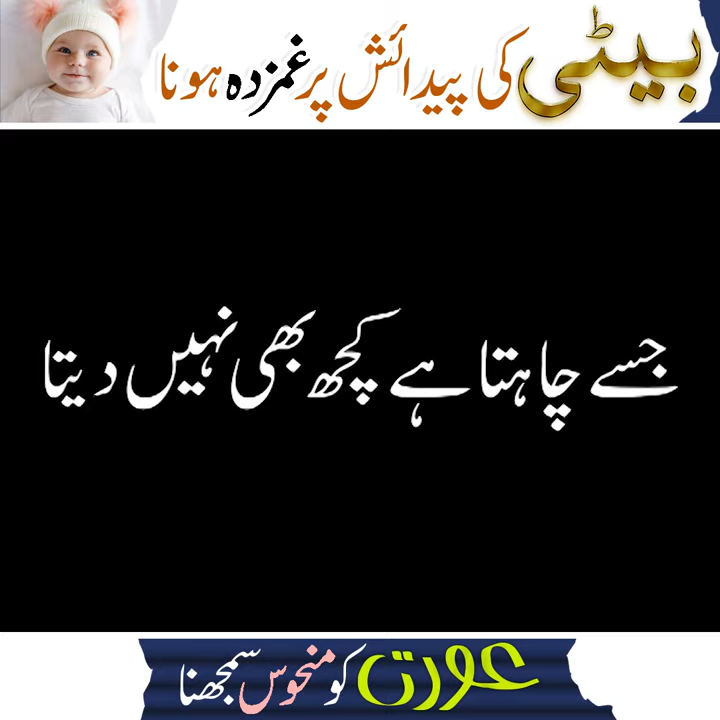 بیٹی کی پیدائش پر غمزدہ ہونا
جسے چاہتا ہے کچھ بھی نہیں دیتا
عورت کو منحوس سمجھنا